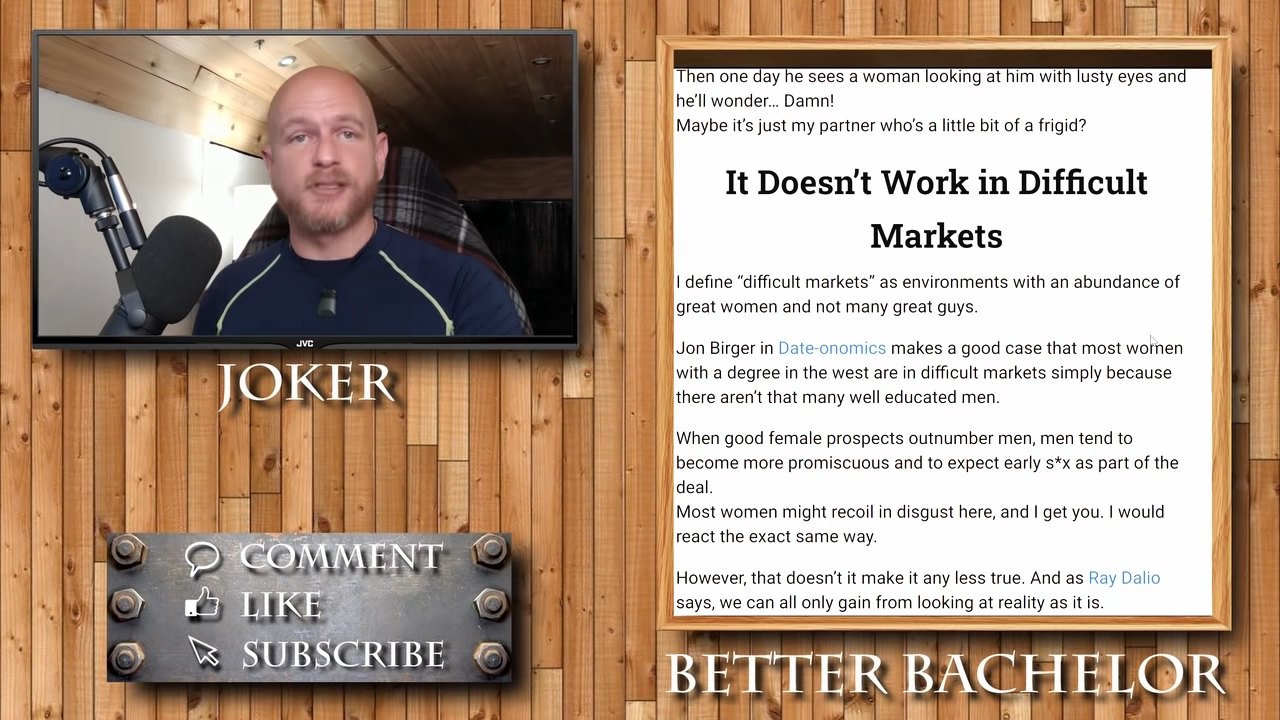 JVC
JOKER
COMMENT
LIKE
SUBSCRIBE
Then one day he sees a woman looking at him with lusty eyes and
he’ll wonder… Damn!
Maybe it’s just my partner who’s a little bit of a frigid?
It Doesn’t Work in Difficult
Markets
I define “difficult markets” as environments with an abundance of
great women and not many great guys.
Jon Birger in Date-onomics makes a good case that most women
with a degree in the west are in difficult markets simply because
there aren’t that many well educated men.
When good female prospects outnumber men, men tend to
become more promiscuous and to expect early s*x as part of the
deal.
Most women might recoil in disgust here, and I get you. I would
react the exact same way.
However, that doesn’t it make it any less true. And as Ray Dalio
says, we can all only gain from looking at reality as it is.
BETTER BACHELOR